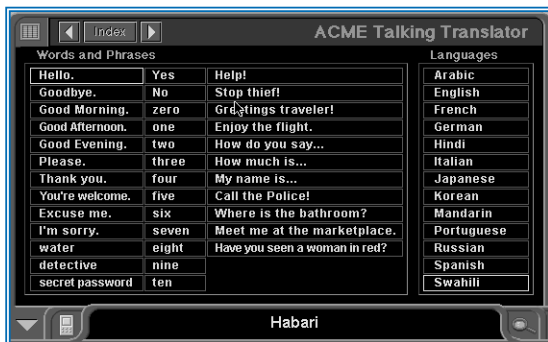 Index
ACME Talking Translator
Words and Phrases
Languages
Hello. Yes Help! Arabic
Goodbye. No Stop thief! English
Good Morning. zero Greetings traveler! French
Good Afternoon. one Enjoy the flight. German
Good Evening. two How do you say... Hindi
Please. three How much is... Italian
Thank you. four My name is... Japanese
You're welcome. five Call the Police! Korean
Excuse me. six Where is the bathroom? Mandarin
I'm sorry. seven Meet me at the marketplace. Portuguese
water eight Have you seen a woman in red? Russian
detective nine Spanish
secret password ten Swahili
Habari